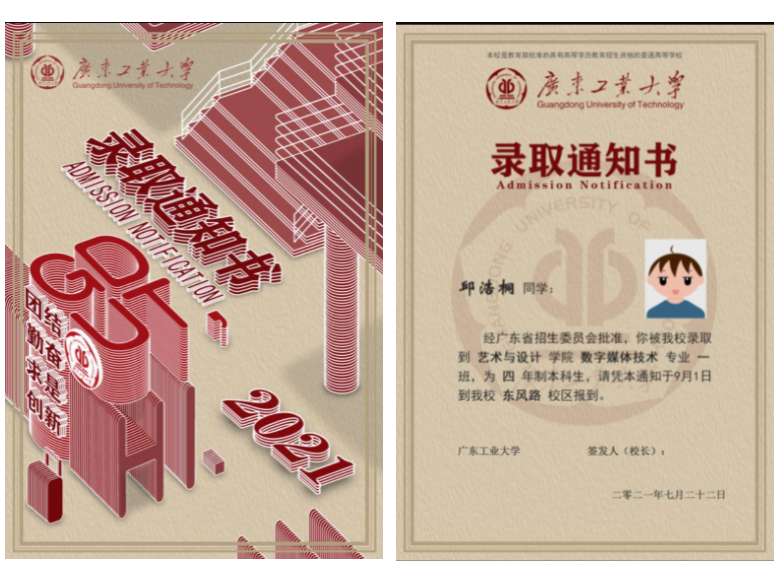 廣東工業大學
Guangdong University of Technology
录取通知书
ADMISSION NOTIFICATION
GDUT
团结
勤奋
求是
创新
2021
本校是教育部批准的具有高等学历教育招生资格的普通高等学校
廣東工業大學
Guangdong University of Technology
录取通知书
Admission Notification
邱浩桐 同学：
经广东省招生委员会批准，你被我校录取
到 艺术与设计 学院 数字媒体技术 专业 一
班，为 四 年制本科生，请凭本通知于9月1日
到我校 东风路 校区报到。
广东工业大学 签发人（校长）：
二零二一年七月二十二日